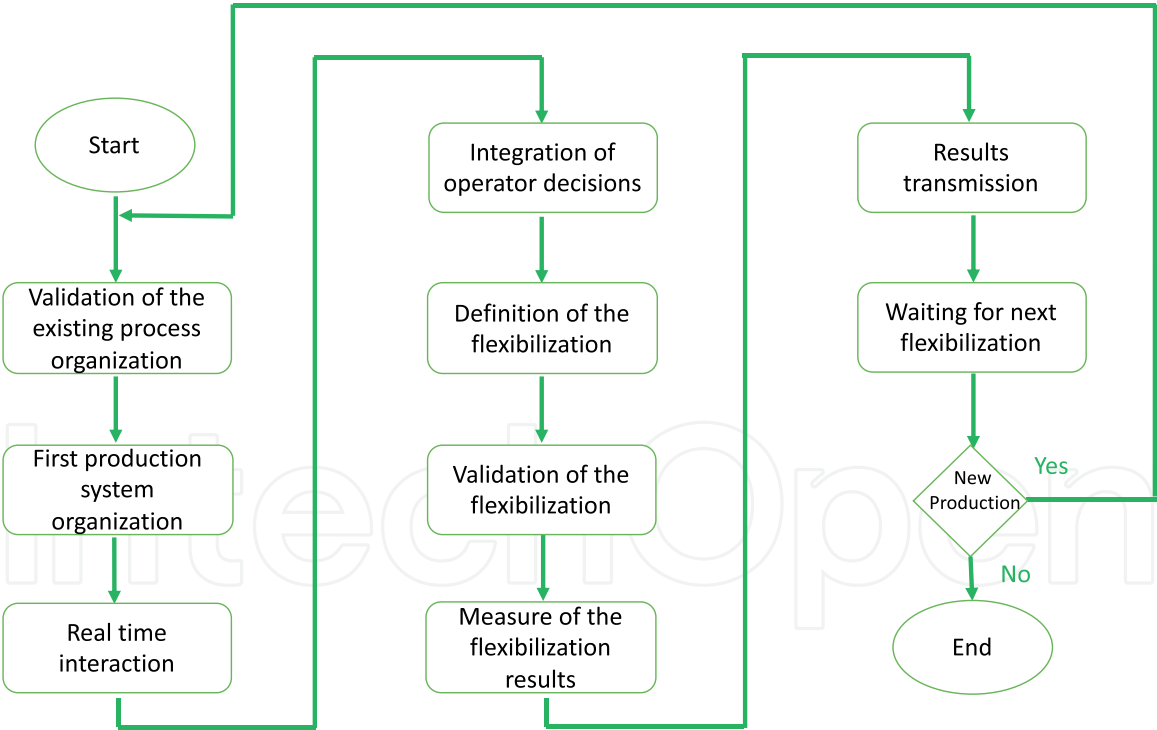 Start
Validation of the
existing process
organization
First production
system
organization
Real time
interaction
Integration of
operator decisions
Definition of the
flexibilization
Validation of the
flexibilization
Measure of the
flexibilization
results
Results
transmission
Waiting for next
flexibilization
New
Production
Yes
No
End
IntechOpen